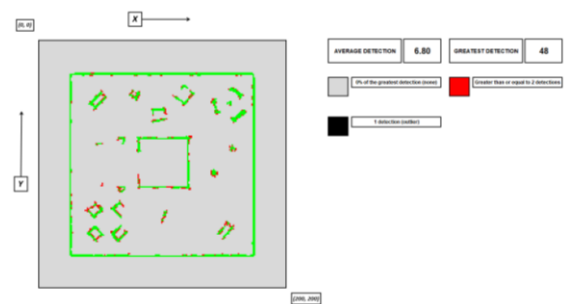 X
[0, 0]
AVERAGE DETECTION 6.80 GREATEST DETECTION 48
0% of the greatest detection (none) Greater than or equal to 2 detections
1 detection (outlier)
Y
[200, 200]